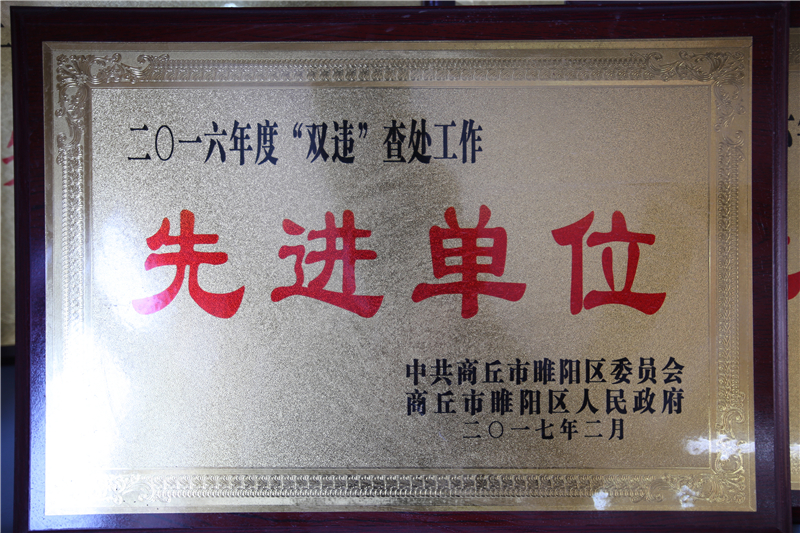 二〇一六年度“双违”查处工作
先进单位
中共商丘市睢阳区委员会
商丘市睢阳区人民政府
二〇一七年二月